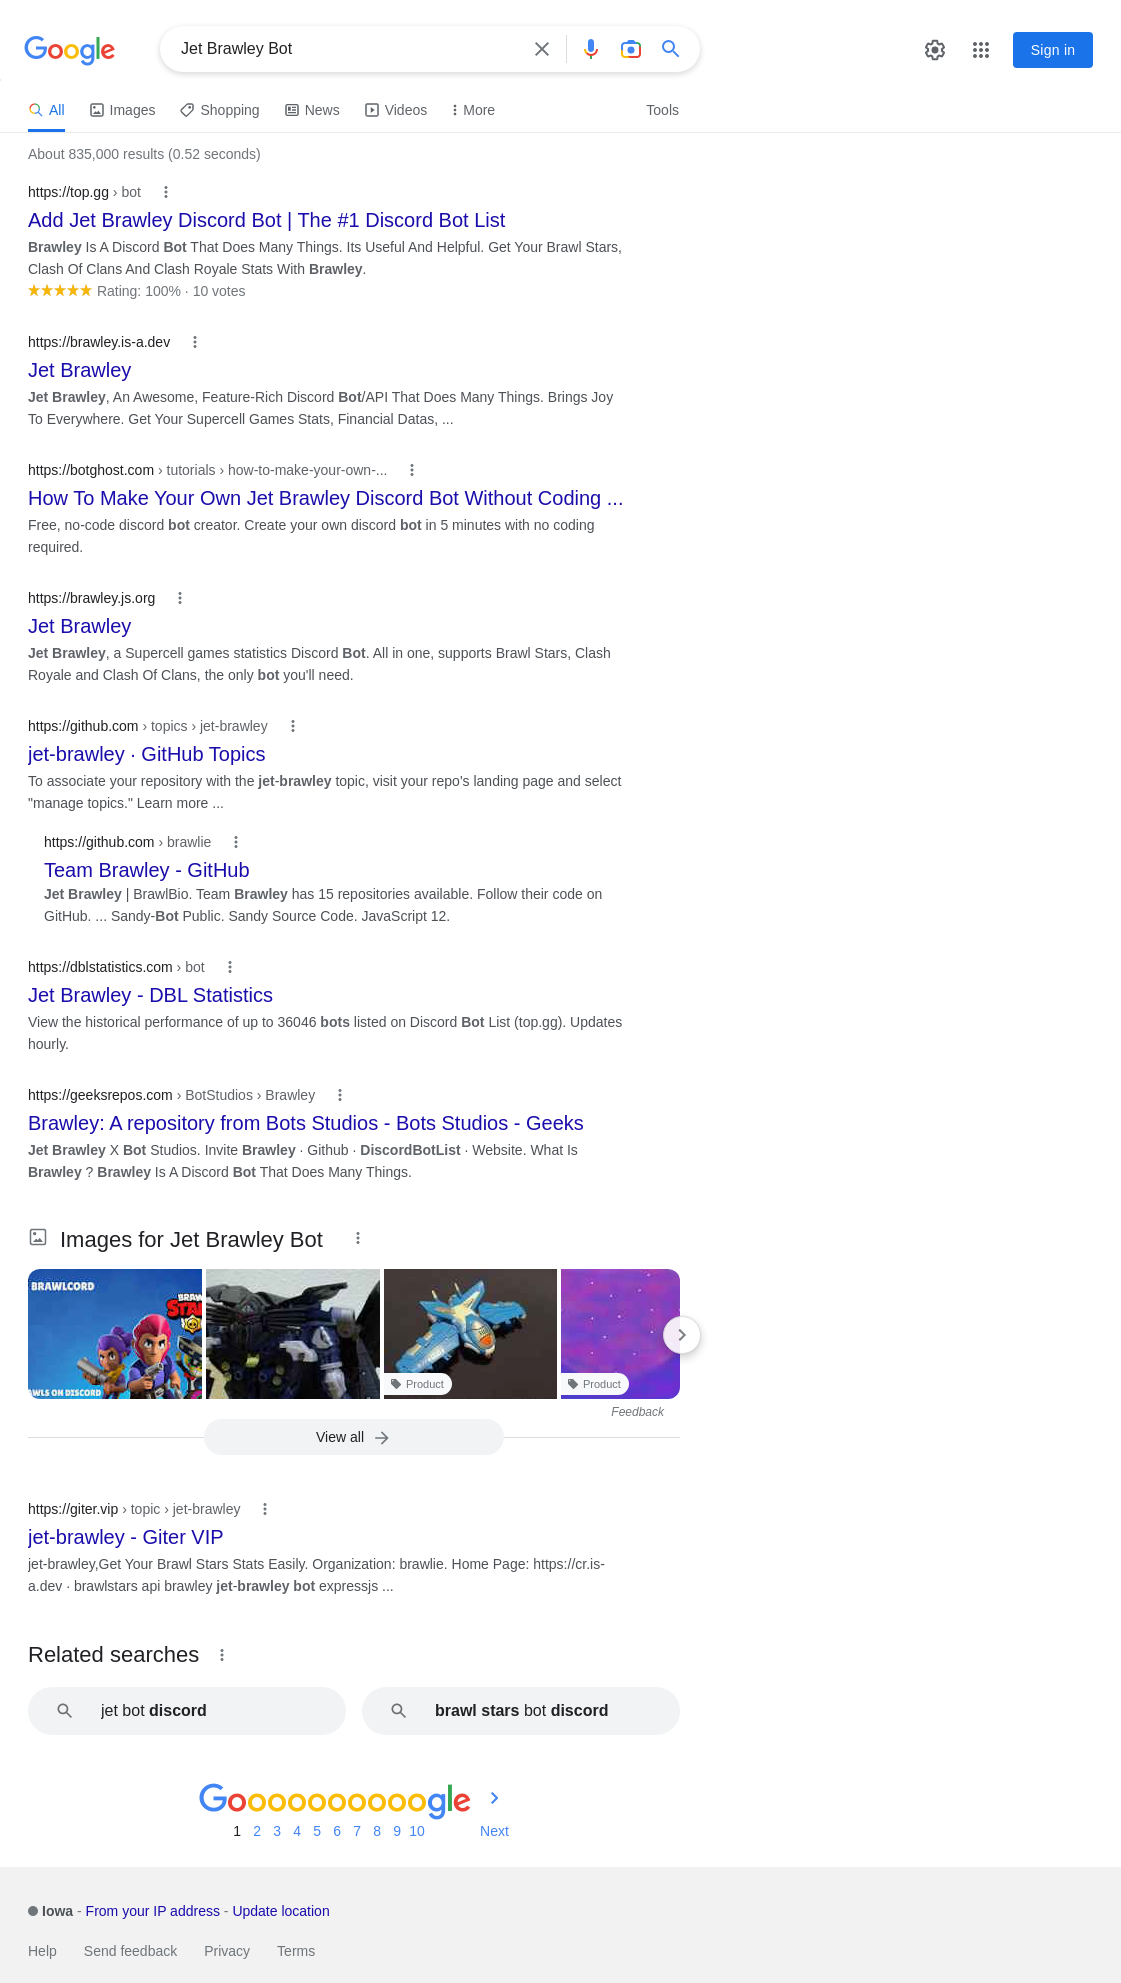 Google
Jet Brawley Bot
Sign in
All Images Shopping News Videos More Tools
About 835,000 results (0.52 seconds)
https://top.gg › bot
Add Jet Brawley Discord Bot | The #1 Discord Bot List
Brawley Is A Discord Bot That Does Many Things. Its Useful And Helpful. Get Your Brawl Stars,
Clash Of Clans And Clash Royale Stats With Brawley.
Rating: 100% · 10 votes
https://brawley.is-a.dev
Jet Brawley
Jet Brawley, An Awesome, Feature-Rich Discord Bot/API That Does Many Things. Brings Joy
To Everywhere. Get Your Supercell Games Stats, Financial Datas, ...
https://botghost.com › tutorials › how-to-make-your-own-...
How To Make Your Own Jet Brawley Discord Bot Without Coding ...
Free, no-code discord bot creator. Create your own discord bot in 5 minutes with no coding
required.
https://brawley.js.org
Jet Brawley
Jet Brawley, a Supercell games statistics Discord Bot. All in one, supports Brawl Stars, Clash
Royale and Clash Of Clans, the only bot you'll need.
https://github.com › topics › jet-brawley
jet-brawley · GitHub Topics
To associate your repository with the jet-brawley topic, visit your repo's landing page and select
"manage topics." Learn more ...
https://github.com › brawlie
Team Brawley - GitHub
Jet Brawley | BrawlBio. Team Brawley has 15 repositories available. Follow their code on
GitHub. ... Sandy-Bot Public. Sandy Source Code. JavaScript 12.
https://dblstatistics.com › bot
Jet Brawley - DBL Statistics
View the historical performance of up to 36046 bots listed on Discord Bot List (top.gg). Updates
hourly.
https://geeksrepos.com › BotStudios › Brawley
Brawley: A repository from Bots Studios - Bots Studios - Geeks
Jet Brawley X Bot Studios. Invite Brawley · Github · DiscordBotList · Website. What Is
Brawley ? Brawley Is A Discord Bot That Does Many Things.
Images for Jet Brawley Bot
BRAWLCORD
BRAW
STAR
AWLS ON DISCORD
Product
Product
Feedback
View all
https://giter.vip › topic › jet-brawley
jet-brawley - Giter VIP
jet-brawley,Get Your Brawl Stars Stats Easily. Organization: brawlie. Home Page: https://cr.is-
a.dev · brawlstars api brawley jet-brawley bot expressjs ...
Related searches
jet bot discord
brawl stars bot discord
Goooooooooogle
1 2 3 4 5 6 7 8 9 10 Next
Iowa - From your IP address - Update location
Help Send feedback Privacy Terms